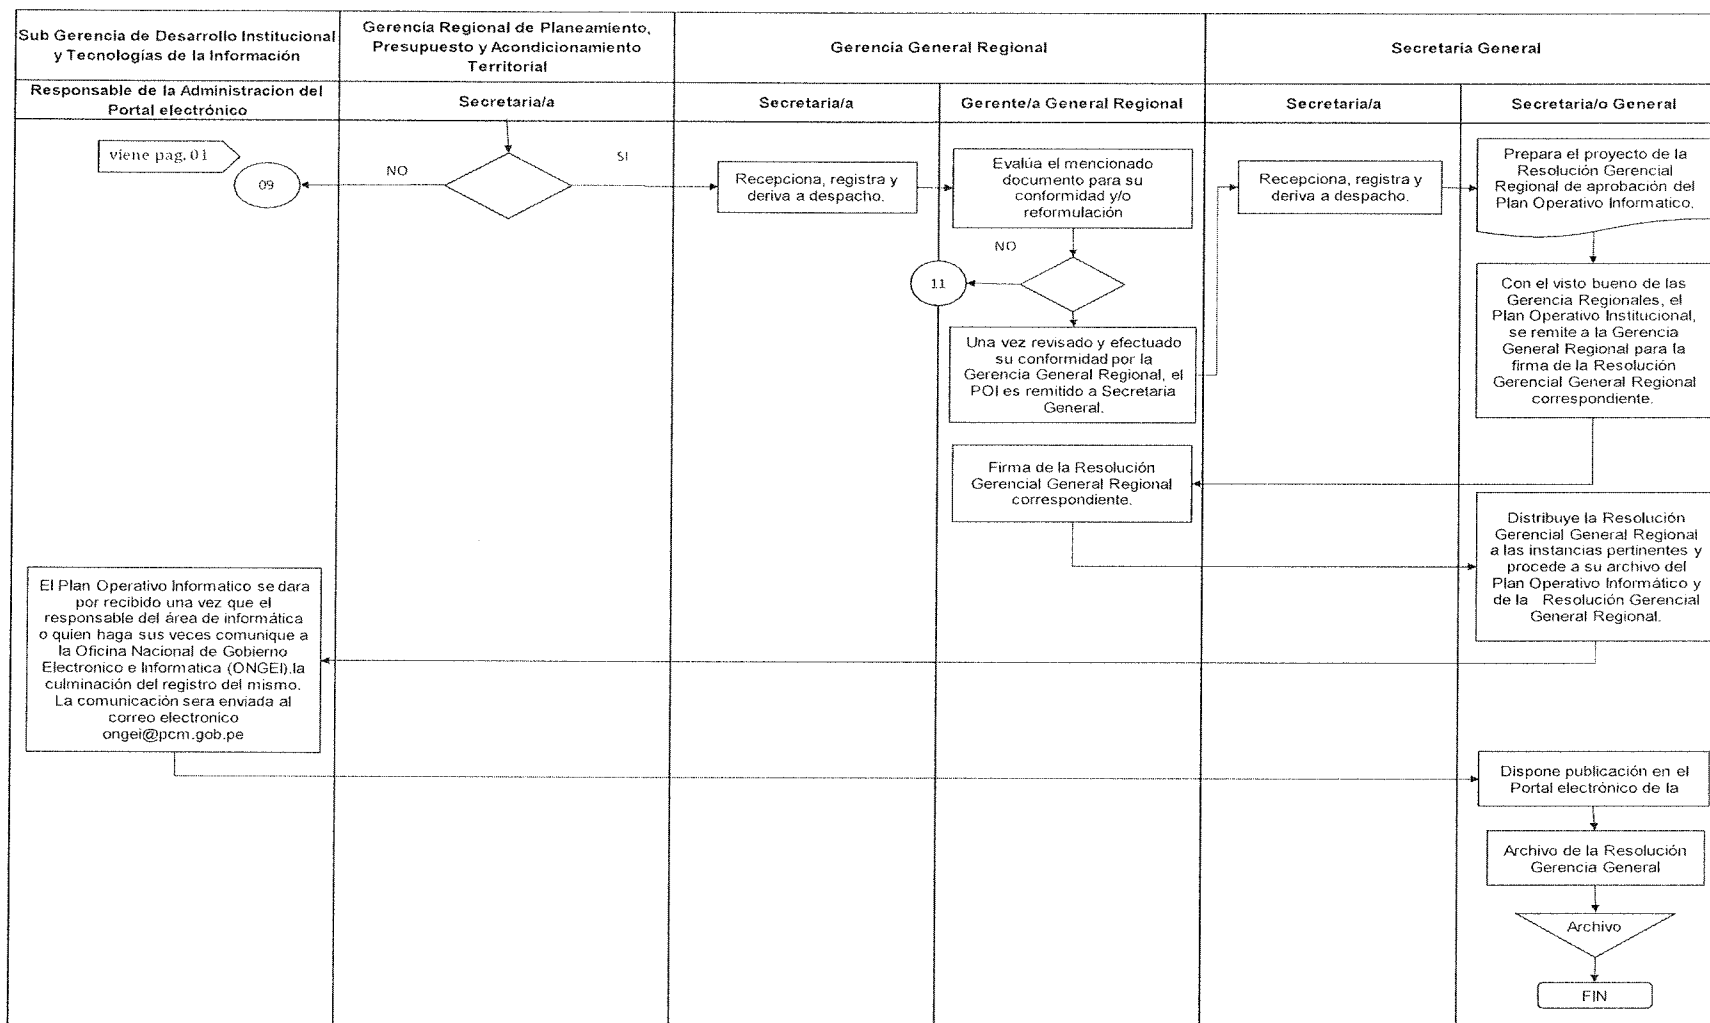 Sub Gerencia de Desarrollo Institucional
y Tecnologías de la Información
Gerencia Regional de Planeamiento,
Presupuesto y Acondicionamiento
Territorial
Gerencia General Regional
Secretaria General
Responsable de la Administracion del
Portal electrónico
Secretaria/a
Secretaria/a
Gerente/a General Regional
Secretaria/a
Secretaria/o General
viene pag. 01
09
NO
SI
Recepciona, registra y
deriva a despacho.
Evalúa el mencionado
documento para su
conformidad y/o
reformulación
NO
11
Una vez revisado y efectuado
su conformidad por la
Gerencia General Regional, el
POI es remitido a Secretaria
General.
Recepciona, registra y
deriva a despacho.
Prepara el proyecto de la
Resolución Gerencial
Regional de aprobación del
Plan Operativo Informatico.
Con el visto bueno de las
Gerencia Regionales, el
Plan Operativo Institucional,
se remite a la Gerencia
General Regional para la
firma de la Resolución
Gerencial General Regional
correspondiente.
Firma de la Resolución
Gerencial General Regional
correspondiente.
Distribuye la Resolución
Gerencial General Regional
a las instancias pertinentes y
procede a su archivo del
Plan Operativo Informático y
de la Resolución Gerencial
General Regional.
El Plan Operativo Informatico se dara
por recibido una vez que el
responsable del área de informática
o quien haga sus veces comunique a
la Oficina Nacional de Gobierno
Electronico e Informatica (ONGEI),la
culminación del registro del mismo.
La comunicación sera enviada al
correo electronico
ongei@pcm.gob.pe
Dispone publicación en el
Portal electrónico de la
Archivo de la Resolución
Gerencia General
Archivo
FIN